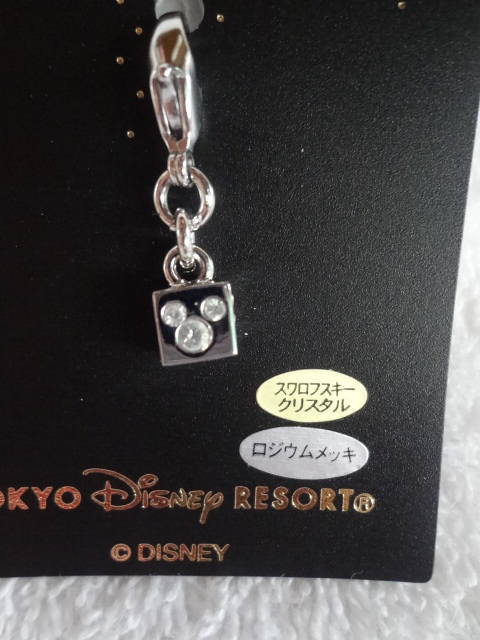 スワロフスキー
クリスタル
ロジウムメッキ
OKYO Disney RESORT®
© DISNEY